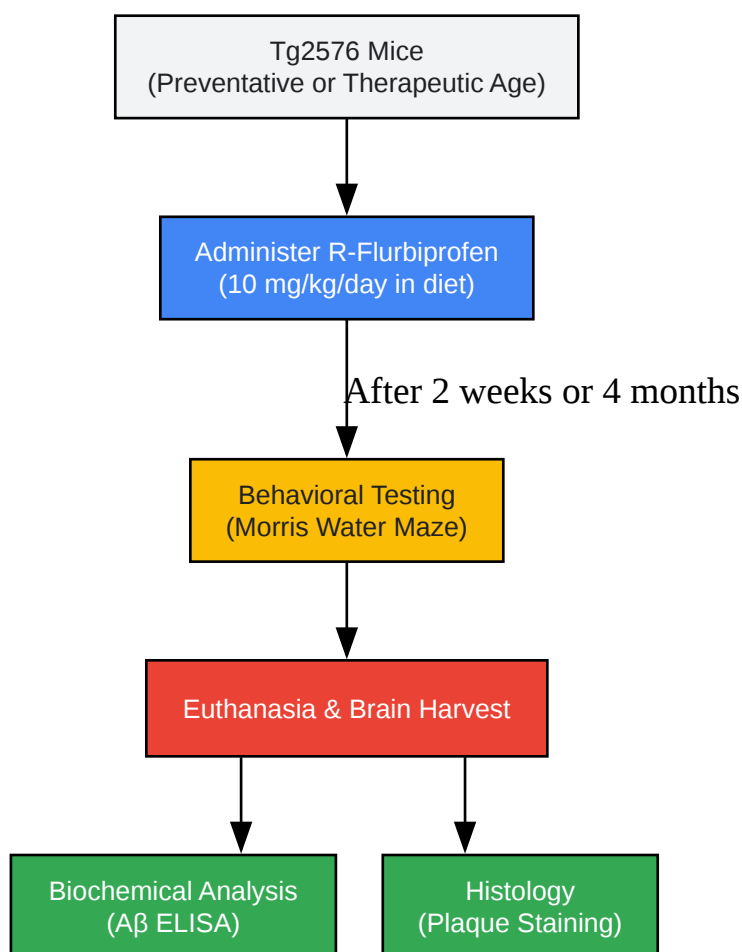 Tg2576 Mice
(Preventative or Therapeutic Age)
Administer R-Flurbiprofen
(10 mg/kg/day in diet)
After 2 weeks or 4 months
Behavioral Testing
(Morris Water Maze)
Euthanasia & Brain Harvest
Biochemical Analysis
(Aβ ELISA)
Histology
(Plaque Staining)